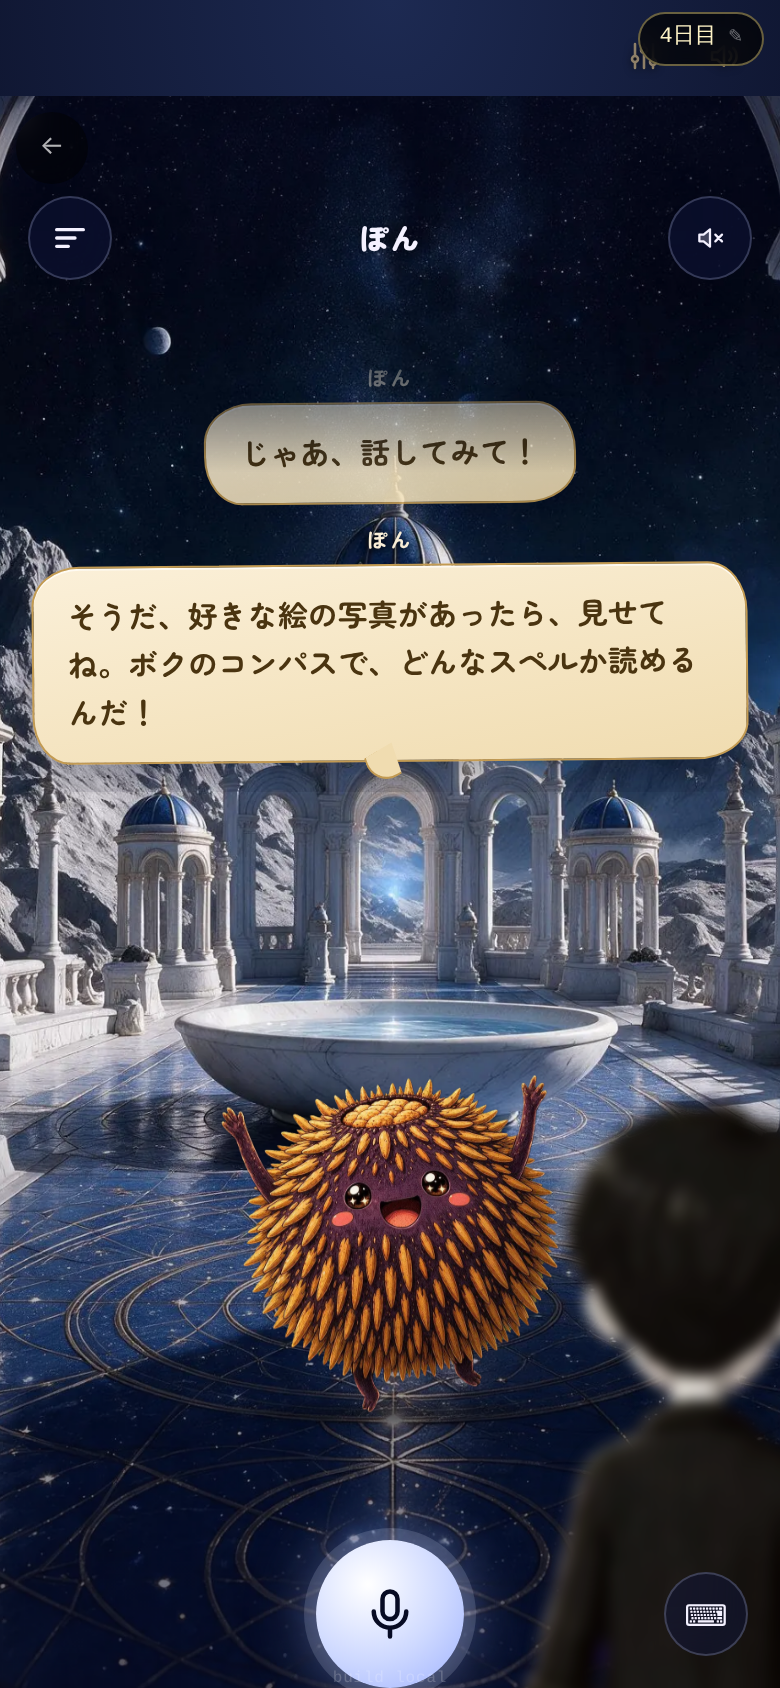 4日目
ぽん
ぽん
じゃあ、話してみて！
ぽん
そうだ、好きな絵の写真があったら、見せて
ね。ボクのコンパスで、どんなスペルか読める
んだ！
build local